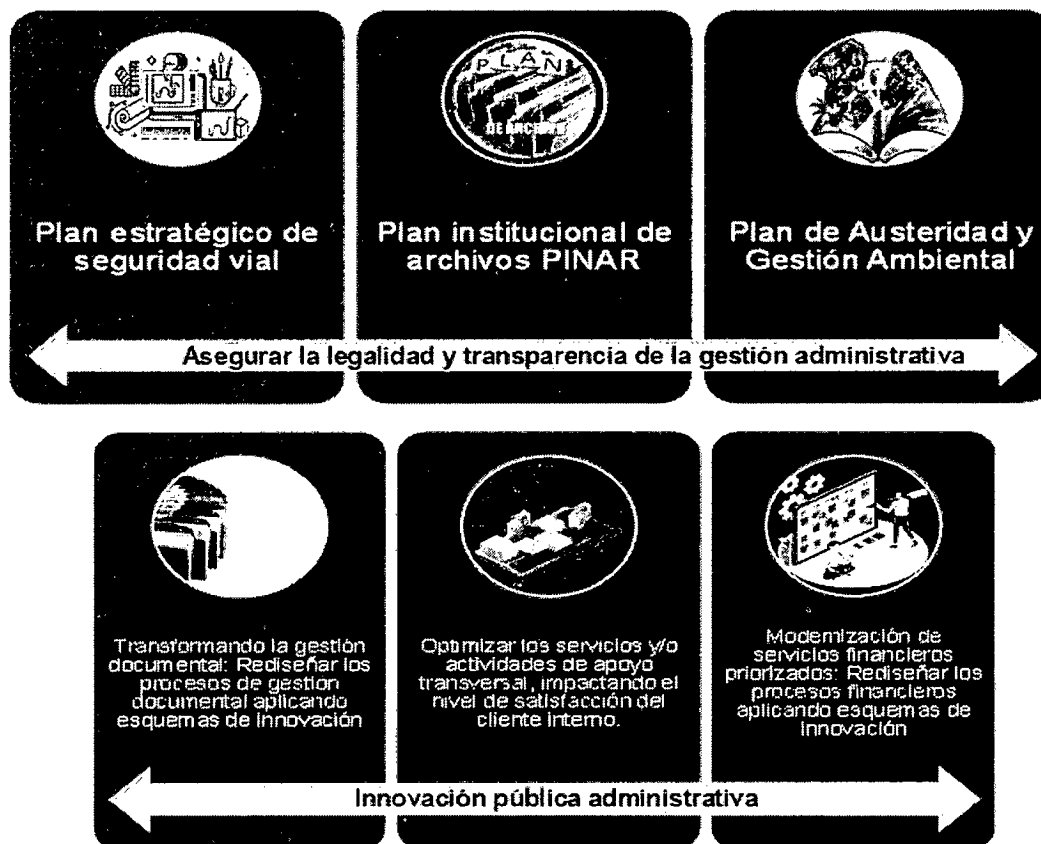 PLAN
DE ARCHIVO
Plan estratégico de
seguridad vial
Plan institucional de
archivos PINAR
Plan de Austeridad y
Gestión Ambiental
Asegurar la legalidad y transparencia de la gestión administrativa
Transformando la gestión
documental: Rediseñar los
procesos de gestión
documental aplicando
esquemas de innovación
Optimizar los servicios y/o
actividades de apoyo
transversal, impactando el
nivel de satisfacción del
cliente interno.
Modernización de
servicios financieros
priorizados: Rediseñar los
procesos financieros
aplicando esquemas de
innovación
Innovación pública administrativa